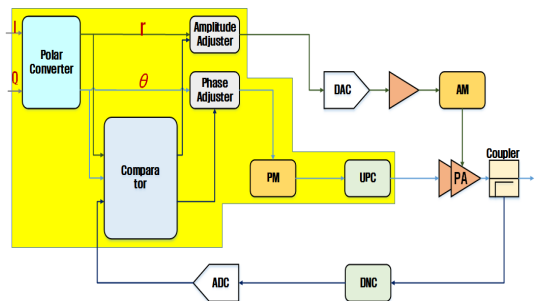 I
Q
Polar
Converter
r
θ
Amplitude
Adjuster
Phase
Adjuster
Compara
tor
DAC
AM
PM
UPC
PA
Coupler
ADC
DNC